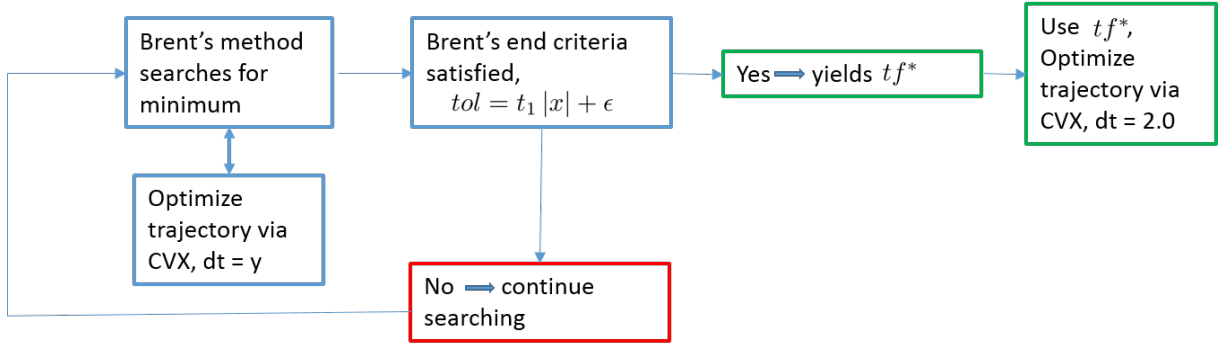 Brent's method
searches for
minimum
Optimize
trajectory via
CVX, dt = y
Brent's end criteria
satisfied,
tol = t₁ |x| + ϵ
No ⟹ continue
searching
Yes ⟹ yields tf*
Use tf*,
Optimize
trajectory via
CVX, dt = 2.0